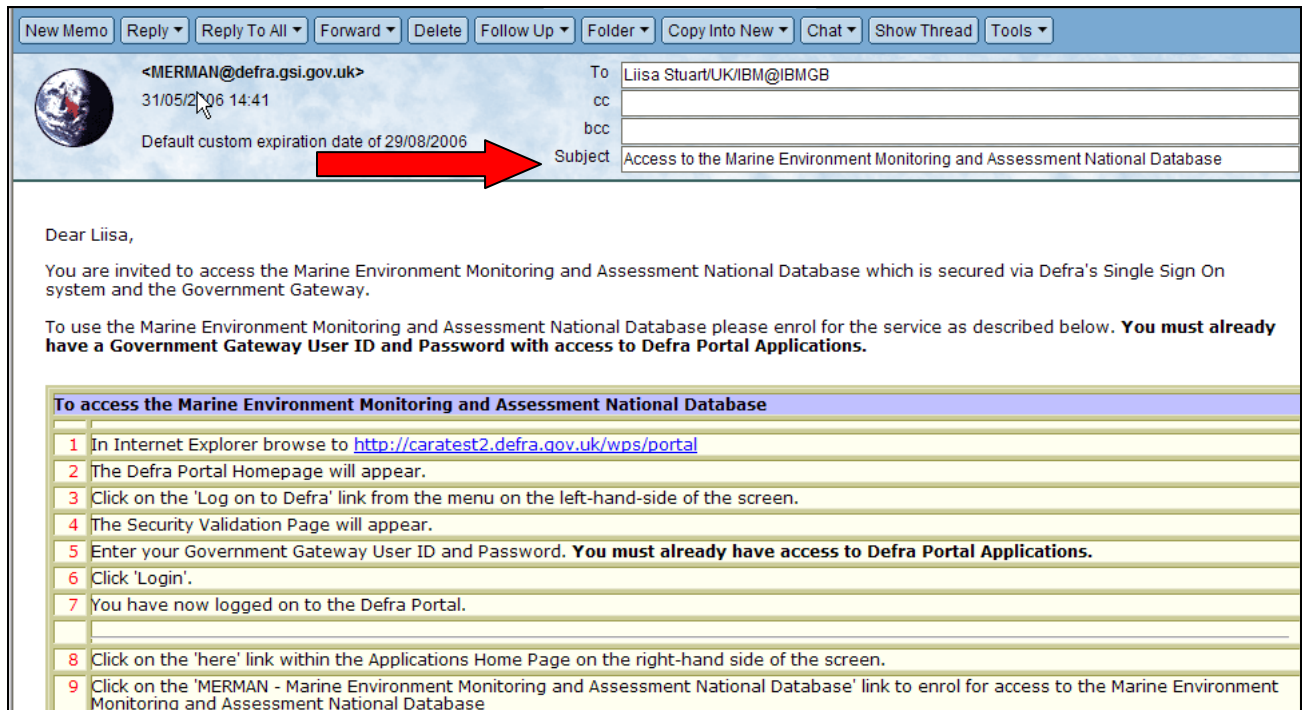 New Memo Reply Reply To All Forward Delete Follow Up Folder Copy Into New Chat Show Thread Tools
<MERMAN@defra.gsi.gov.uk>
31/05/2006 14:41
Default custom expiration date of 29/08/2006
To Liisa Stuart/UK/IBM@IBMGB
cc
bcc
Subject Access to the Marine Environment Monitoring and Assessment National Database
Dear Liisa,
You are invited to access the Marine Environment Monitoring and Assessment National Database which is secured via Defra's Single Sign On
system and the Government Gateway.
To use the Marine Environment Monitoring and Assessment National Database please enrol for the service as described below. You must already
have a Government Gateway User ID and Password with access to Defra Portal Applications.
To access the Marine Environment Monitoring and Assessment National Database
1 In Internet Explorer browse to http://caratest2.defra.gov.uk/wps/portal
2 The Defra Portal Homepage will appear.
3 Click on the 'Log on to Defra' link from the menu on the left-hand-side of the screen.
4 The Security Validation Page will appear.
5 Enter your Government Gateway User ID and Password. You must already have access to Defra Portal Applications.
6 Click 'Login'.
7 You have now logged on to the Defra Portal.
8 Click on the 'here' link within the Applications Home Page on the right-hand side of the screen.
9 Click on the 'MERMAN - Marine Environment Monitoring and Assessment National Database' link to enrol for access to the Marine Environment
Monitoring and Assessment National Database